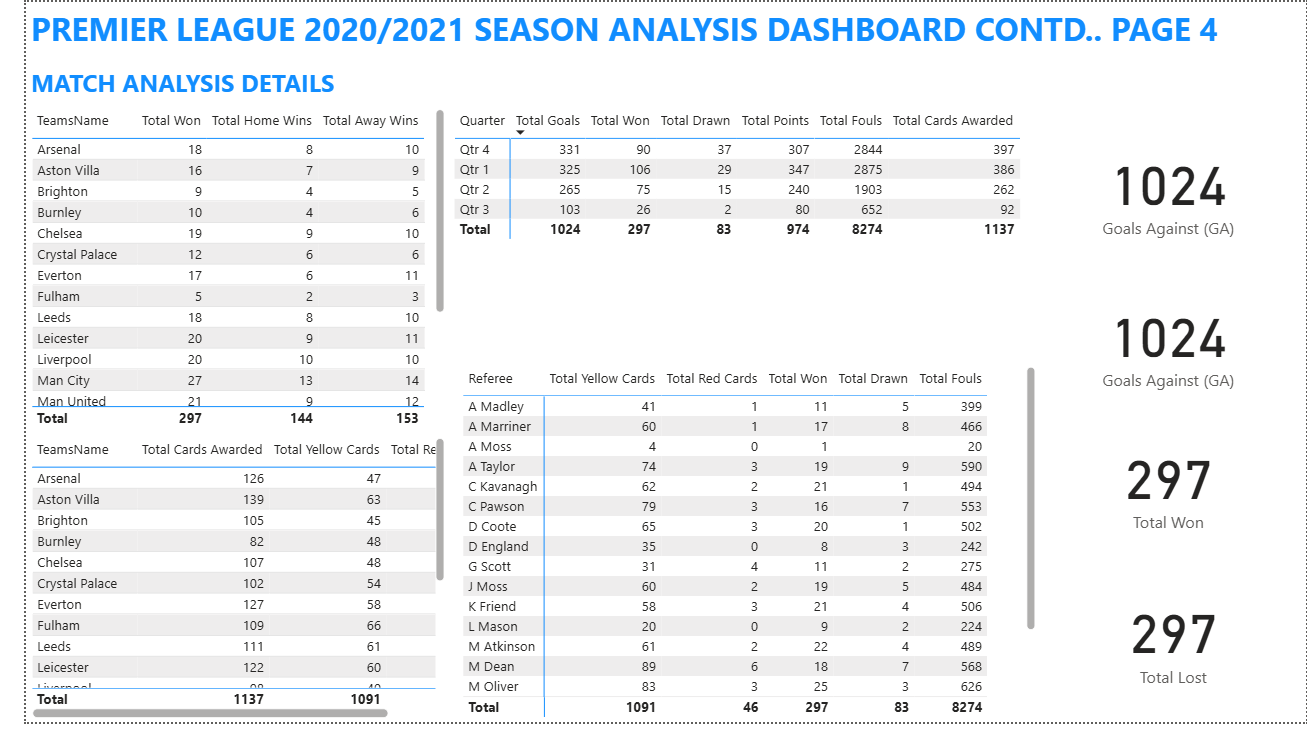 PREMIER LEAGUE 2020/2021 SEASON ANALYSIS DASHBOARD CONTD.. PAGE 4
MATCH ANALYSIS DETAILS
TeamsName Total Won Total Home Wins Total Away Wins
Arsenal 18 8 10
Aston Villa 16 7 9
Brighton 9 4 5
Burnley 10 4 6
Chelsea 19 9 10
Crystal Palace 12 6 6
Everton 17 6 11
Fulham 5 2 3
Leeds 18 8 10
Leicester 20 9 11
Liverpool 20 10 10
Man City 27 13 14
Man United 21 9 12
Total 297 144 153
Quarter Total Goals Total Won Total Drawn Total Points Total Fouls Total Cards Awarded
Qtr 4 331 90 37 307 2844 397
Qtr 1 325 106 29 347 2875 386
Qtr 2 265 75 15 240 1903 262
Qtr 3 103 26 2 80 652 92
Total 1024 297 83 974 8274 1137
1024
Goals Against (GA)
1024
Goals Against (GA)
297
Total Won
297
Total Lost
TeamsName Total Cards Awarded Total Yellow Cards Total Re
Arsenal 126 47
Aston Villa 139 63
Brighton 105 45
Burnley 82 48
Chelsea 107 48
Crystal Palace 102 54
Everton 127 58
Fulham 109 66
Leeds 111 61
Leicester 122 60
Liverpool
Total 1137 1091
Referee Total Yellow Cards Total Red Cards Total Won Total Drawn Total Fouls
A Madley 41 1 11 5 399
A Marriner 60 1 17 8 466
A Moss 4 0 1 20
A Taylor 74 3 19 9 590
C Kavanagh 62 2 21 1 494
C Pawson 79 3 16 7 553
D Coote 65 3 20 1 502
D England 35 0 8 3 242
G Scott 31 4 11 2 275
J Moss 60 2 19 5 484
K Friend 58 3 21 4 506
L Mason 20 0 9 2 224
M Atkinson 61 2 22 4 489
M Dean 89 6 18 7 568
M Oliver 83 3 25 3 626
Total 1091 46 297 83 8274